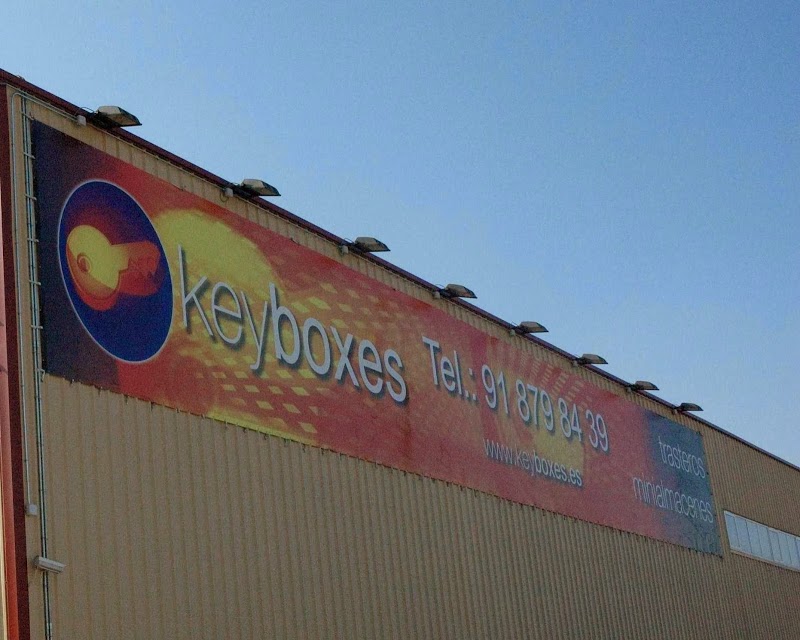 keyboxes
Tel.: 91 879 84 39
www.keyboxes.es
trasteros
minialmacenes